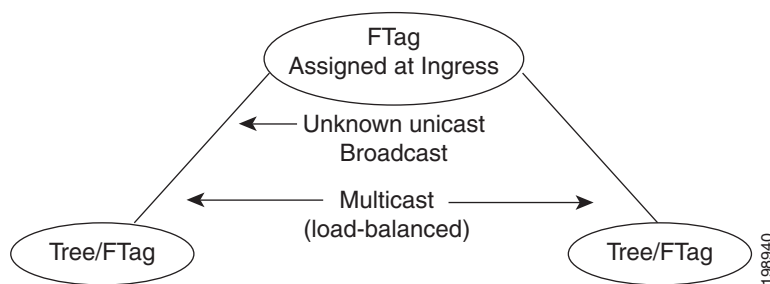 FTag
Assigned at Ingress
Unknown unicast
Broadcast
Multicast
(load-balanced)
Tree/FTag
Tree/FTag
198940